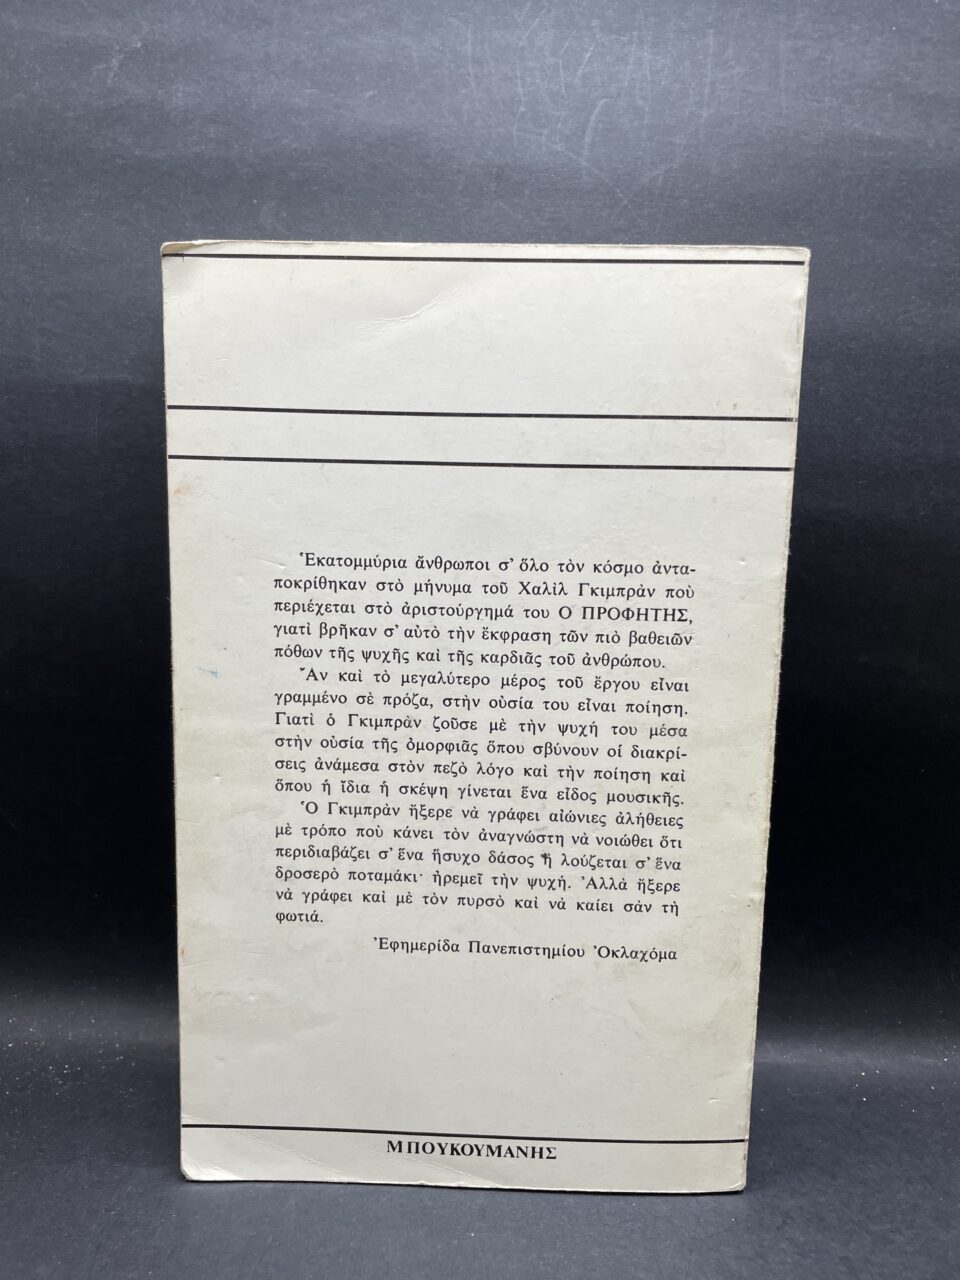 Ἑκατομμύρια ἄνθρωποι σ' ὅλο τὸν κόσμο ἀντα-
ποκρίθηκαν στὸ μήνυμα τοῦ Χαλὶλ Γκιμπρὰν ποὺ
περιέχεται στὸ ἀριστούργημά του Ο ΠΡΟΦΗΤΗΣ,
γιατὶ βρῆκαν σ' αὐτὸ τὴν ἔκφραση τῶν πιὸ βαθειῶν
πόθων τῆς ψυχῆς καὶ τῆς καρδιᾶς τοῦ ἀνθρώπου.
Ἂν καὶ τὸ μεγαλύτερο μέρος τοῦ ἔργου εἶναι
γραμμένο σὲ πρόζα, στὴν οὐσία του εἶναι ποίηση.
Γιατὶ ὁ Γκιμπρὰν ζοῦσε μὲ τὴν ψυχή του μέσα
στὴν οὐσία τῆς ὀμορφιᾶς ὅπου σβύνουν οἱ διακρί-
σεις ἀνάμεσα στὸν πεζὸ λόγο καὶ τὴν ποίηση καὶ
ὅπου ἡ ἴδια ἡ σκέψη γίνεται ἕνα εἶδος μουσικῆς.
Ὁ Γκιμπρὰν ἤξερε νὰ γράφει αἰώνιες ἀλήθειες
μὲ τρόπο ποὺ κάνει τὸν ἀναγνώστη νὰ νοιώθει ὅτι
περιδιαβάζει σ' ἕνα ἥσυχο δάσος ἢ λούζεται σ' ἕνα
δροσερὸ ποταμάκι· ἠρεμεῖ τὴν ψυχή. Ἀλλὰ ἤξερε
νὰ γράφει καὶ μὲ τὸν πυρσὸ καὶ νὰ καίει σὰν τὴ
φωτιά.
Ἐφημερίδα Πανεπιστημίου Ὀκλαχόμα
ΜΠΟΥΚΟΥΜΑΝΗΣ